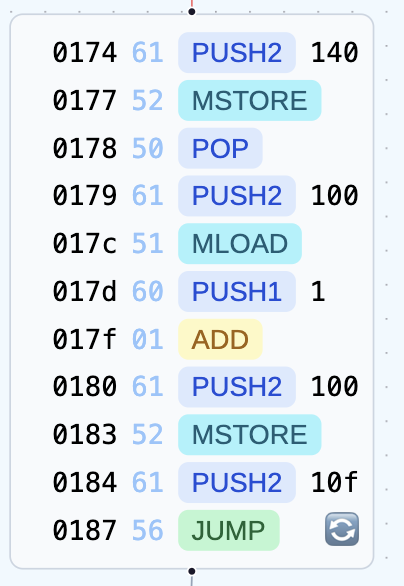 0174 61 PUSH2 140
0177 52 MSTORE
0178 50 POP
0179 61 PUSH2 100
017c 51 MLOAD
017d 60 PUSH1 1
017f 01 ADD
0180 61 PUSH2 100
0183 52 MSTORE
0184 61 PUSH2 10f
0187 56 JUMP